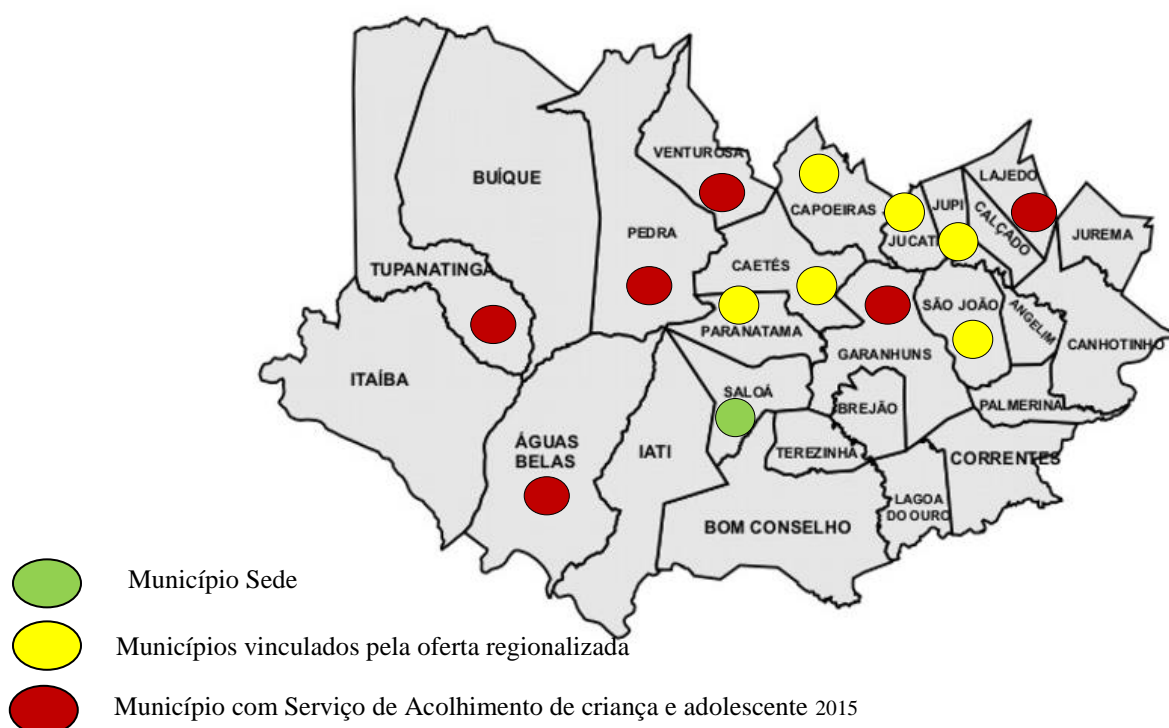 VENTUROSA
LAJEDO
BUÍQUE
CAPOEIRAS
JUPI
CALÇADO
PEDRA
JUCATI
JUREMA
CAETÉS
TUPANATINGA
SÃO JOÃO
ANGELIM
PARANATAMA
CANHOTINHO
GARANHUNS
ITAÍBA
SALOÁ
BREJÃO
PALMERINA
ÁGUAS
BELAS
IATI
TEREZINHA
CORRENTES
LAGOA
DO OURO
BOM CONSELHO
Município Sede
Municípios vinculados pela oferta regionalizada
Município com Serviço de Acolhimento de criança e adolescente 2015